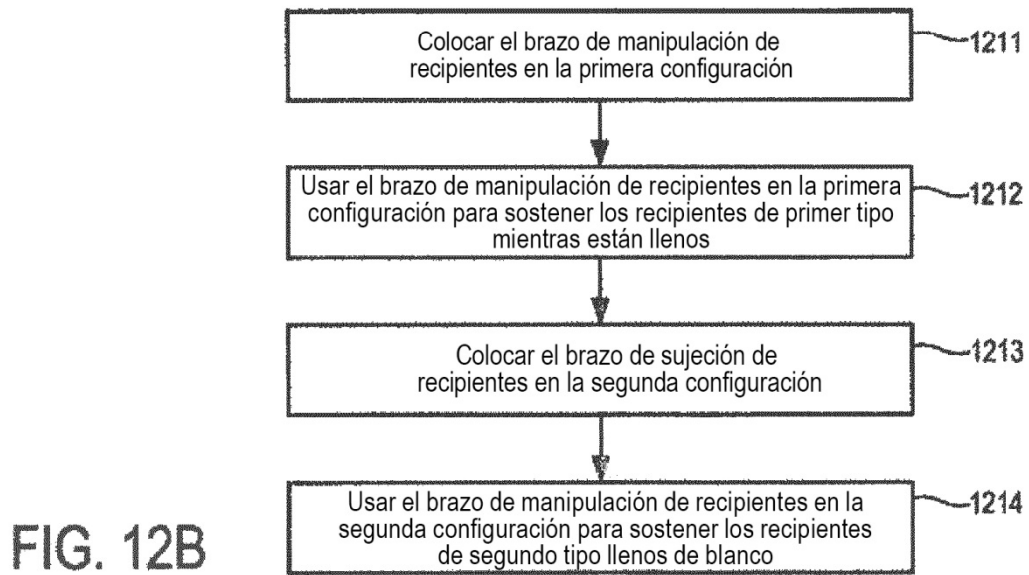 Colocar el brazo de manipulación de
recipientes en la primera configuración
1211
Usar el brazo de manipulación de recipientes en la primera
configuración para sostener los recipientes de primer tipo
mientras están llenos
1212
Colocar el brazo de sujeción de
recipientes en la segunda configuración
1213
Usar el brazo de manipulación de recipientes en la
segunda configuración para sostener los recipientes
de segundo tipo llenos de blanco
1214
FIG. 12B